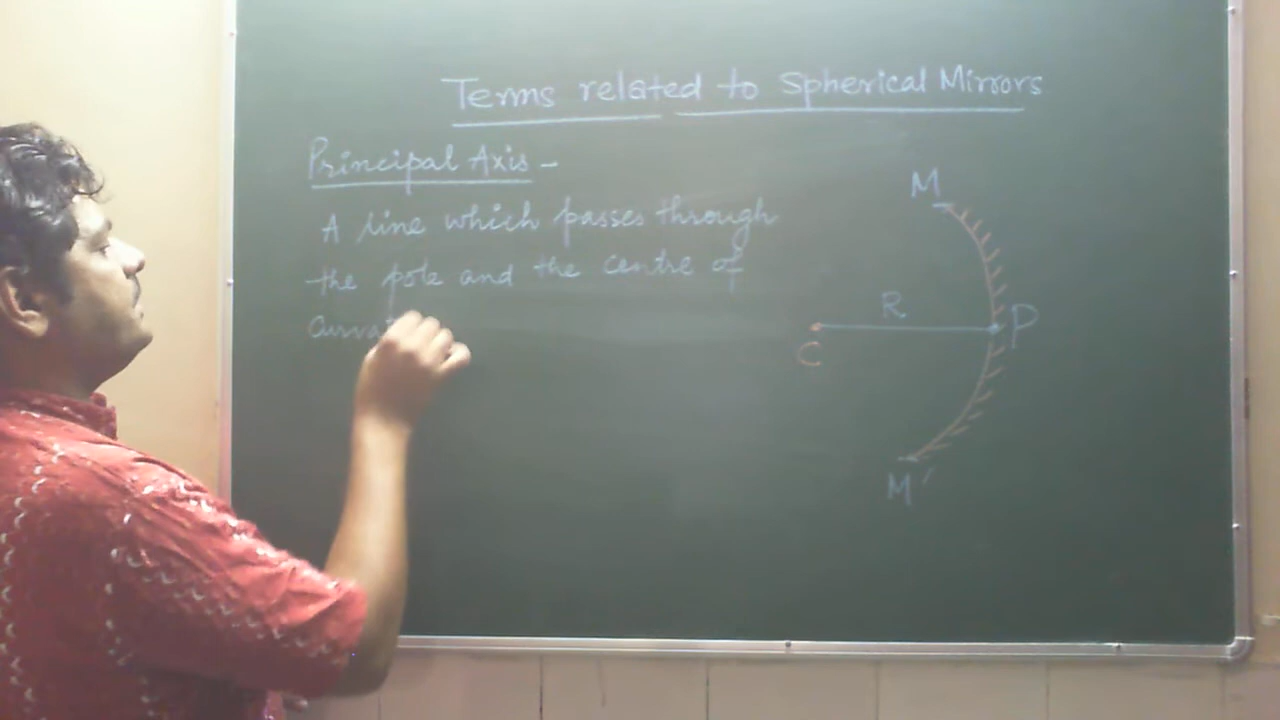 Terms related to Spherical Mirrors
Principal Axis -
A line which passes through
the pole and the centre of
M
R
P
C
M'